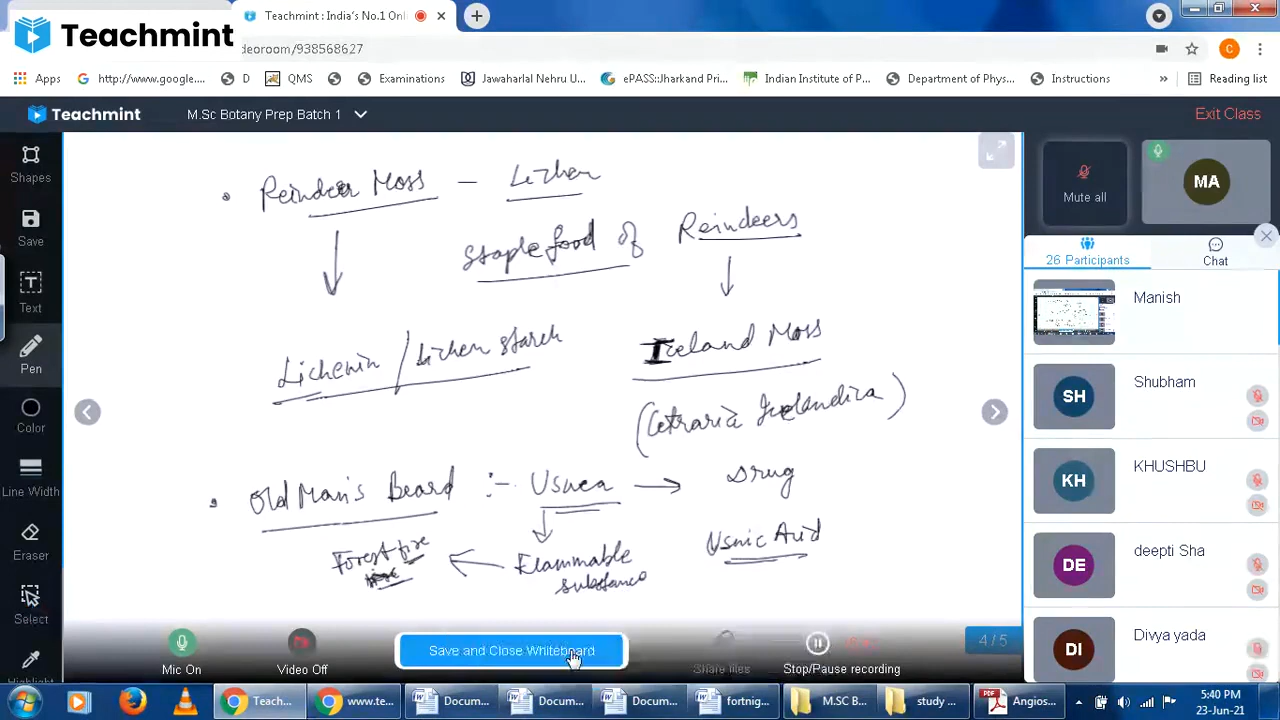 Teachmint : India's No.1 Onl
Teachmint
deoroom/938568627
Apps
http://www.google....
D
QMS
Examinations
Jawaharlal Nehru U...
ePASS::Jharkand Pri...
Indian Institute of P...
Department of Phys...
Instructions
»
Reading list
Teachmint
M.Sc Botany Prep Batch 1
Exit Class
Shapes
Save
Text
Pen
Color
Line Width
Eraser
Select
Highlight
• Reindeer Moss – Lichen
Staple food of Reindeers
Lichenin / Lichen starch
Iceland Moss
(Cetraria Icelandica)
• Old Man's Beard :- Usnea → Drug
Usnic Acid
Forest fire ← Flammable
substance
Mute all
MA
26 Participants
Chat
Manish
SH
Shubham
KH
KHUSHBU
DE
deepti Sha
DI
Divya yada
Mic On
Video Off
Save and Close Whiteboard
Share files
Stop/Pause recording
4/5
Teach...
www.te...
Docum...
Docum...
Docum...
fortnig...
M.SC B...
study ...
Angios...
5:40 PM
23-Jun-21